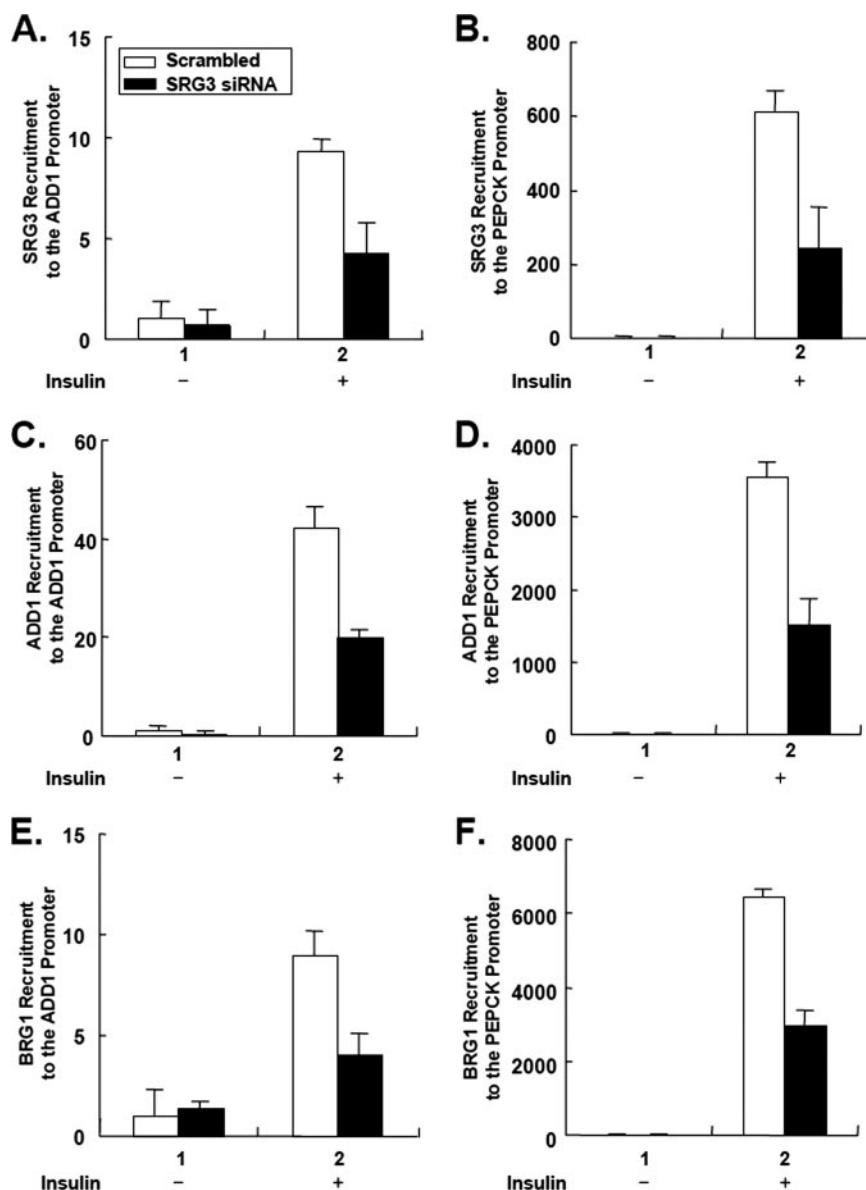 A.
SRG3 Recruitment
to the ADD1 Promoter
15
10
5
0
Scrambled
SRG3 siRNA
1 2
Insulin – +
B.
SRG3 Recruitment
to the PEPCK Promoter
800
600
400
200
0
1 2
Insulin – +
C.
ADD1 Recruitment
to the ADD1 Promoter
60
40
20
0
1 2
Insulin – +
D.
ADD1 Recruitment
to the PEPCK Promoter
4000
3000
2000
1000
0
1 2
Insulin – +
E.
BRG1 Recruitment
to the ADD1 Promoter
15
10
5
0
1 2
Insulin – +
F.
BRG1 Recruitment
to the PEPCK Promoter
8000
6000
4000
2000
0
1 2
Insulin – +